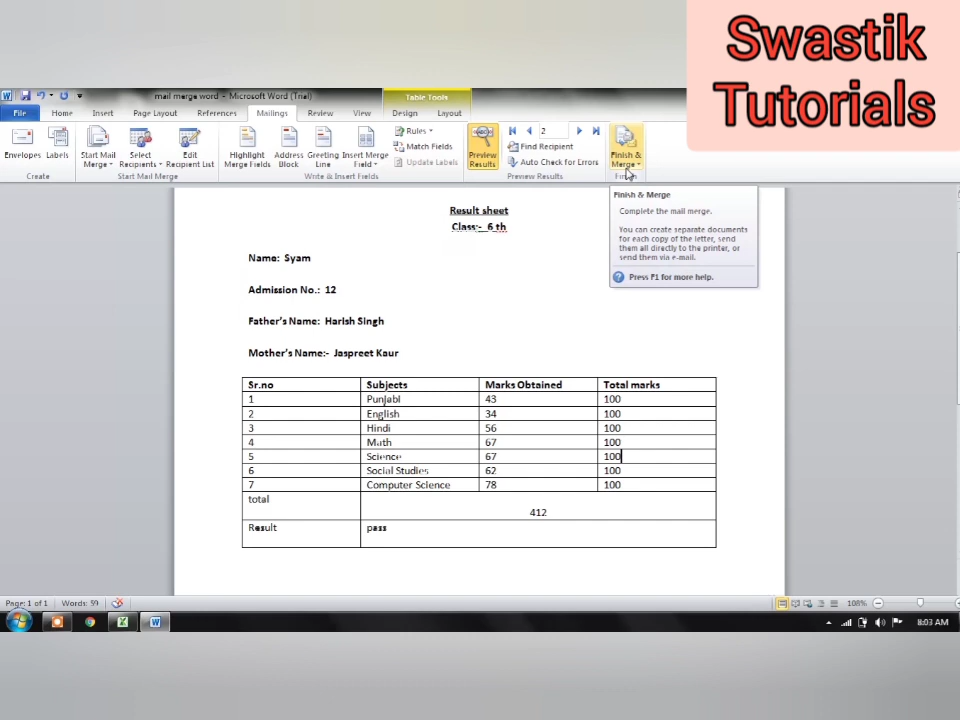 Swastik
Tutorials
mail merge word - Microsoft Word (Trial)
Table Tools
File Home Insert Page Layout References Mailings Review View Design Layout
Envelopes Labels
Start Mail Merge Select Recipients Edit Recipient List
Highlight Merge Fields Address Block Greeting Line Insert Merge Field
Rules
Match Fields
Update Labels
Preview Results
2
Find Recipient
Auto Check for Errors
Finish & Merge
Create Start Mail Merge Write & Insert Fields Preview Results Finish
Finish & Merge
Complete the mail merge.
You can create separate documents
for each copy of the letter, send
them all directly to the printer, or
send them via e-mail.
Press F1 for more help.
Result sheet
Class:- 6 th
Name: Syam
Admission No.: 12
Father's Name: Harish Singh
Mother's Name:- Jaspreet Kaur
Sr.no Subjects Marks Obtained Total marks
1 Punjabi 43 100
2 English 34 100
3 Hindi 56 100
4 Math 67 100
5 Science 67 100
6 Social Studies 62 100
7 Computer Science 78 100
total
412
Result pass
Page: 1 of 1 Words: 59 108%
8:03 AM